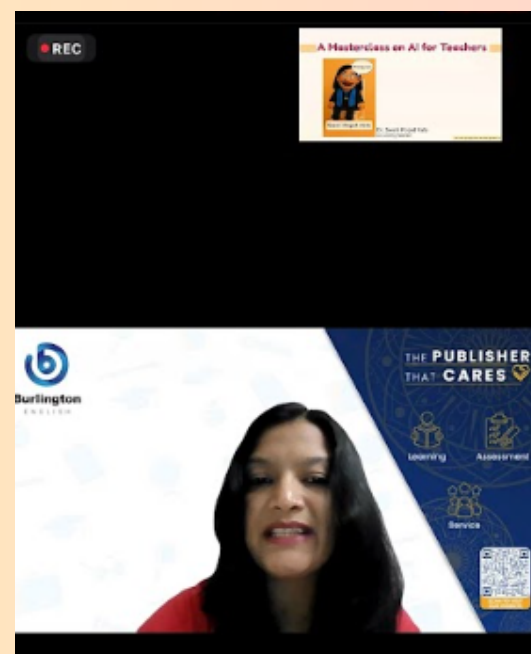 REC
A Masterclass on AI for Teachers
Burlington
ENGLISH
THE PUBLISHER
THAT CARES
Learning
Assessment
Service